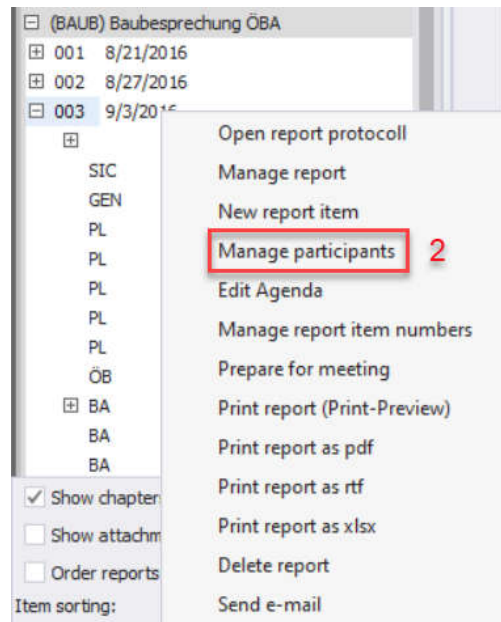 (BAUB) Baubesprechung ÖBA
001 8/21/2016
002 8/27/2016
003 9/3/2016
SIC
GEN
PL
PL
PL
PL
PL
ÖB
BA
BA
BA
Show chapter
Show attachm
Order reports
Item sorting:
Open report protocoll
Manage report
New report item
Manage participants 2
Edit Agenda
Manage report item numbers
Prepare for meeting
Print report (Print-Preview)
Print report as pdf
Print report as rtf
Print report as xlsx
Delete report
Send e-mail